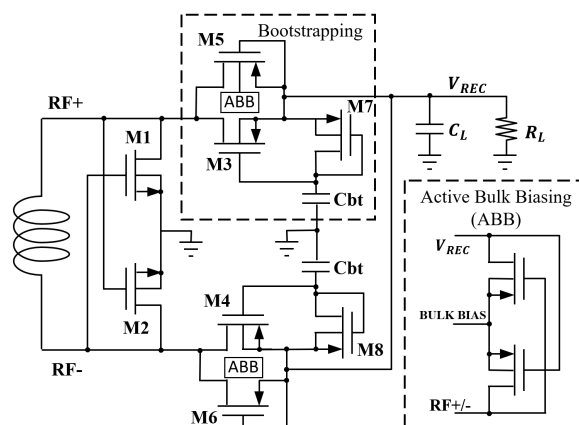 Bootstrapping
M5
ABB
RF+
M1
M3
M7
V_REC
C_L
R_L
Cbt
Active Bulk Biasing
(ABB)
V_REC
Cbt
M4
M2
BULK BIAS
M8
RF-
ABB
RF+/-
M6